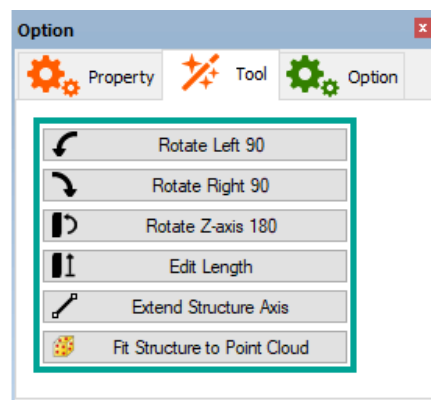 Option
Property Tool Option
Rotate Left 90
Rotate Right 90
Rotate Z-axis 180
Edit Length
Extend Structure Axis
Fit Structure to Point Cloud